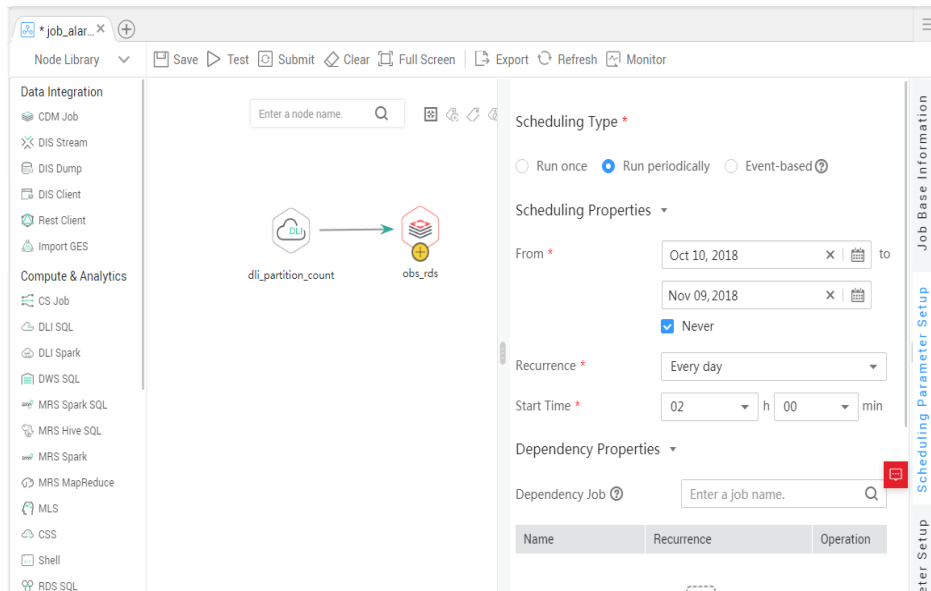 * job_alar...
Node Library
Save
Test
Submit
Clear
Full Screen
Export
Refresh
Monitor
Data Integration
CDM Job
DIS Stream
DIS Dump
DIS Client
Rest Client
Import GES
Compute & Analytics
CS Job
DLI SQL
DLI Spark
DWS SQL
MRS Spark SQL
MRS Hive SQL
MRS Spark
MRS MapReduce
MLS
CSS
Shell
RDS SQL
Enter a node name.
DLI
dli_partition_count
obs_rds
Scheduling Type *
Run once
Run periodically
Event-based
Scheduling Properties
From *
Oct 10, 2018
to
Nov 09, 2018
Never
Recurrence *
Every day
Start Time *
02
h
00
min
Dependency Properties
Dependency Job
Enter a job name.
Name
Recurrence
Operation
Job Base Information
Scheduling Parameter Setup
Setup